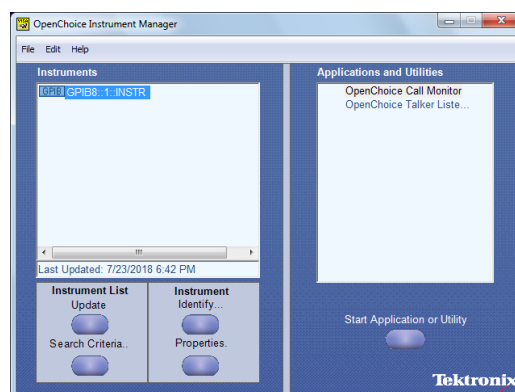 OpenChoice Instrument Manager
File Edit Help
Instruments
GPIB GPIB8::1::INSTR
Last Updated: 7/23/2018 6:42 PM
Instrument List
Update
Search Criteria..
Instrument
Identify...
Properties.
Applications and Utilities
OpenChoice Call Monitor
OpenChoice Talker Liste...
Start Application or Utility
Tektronix